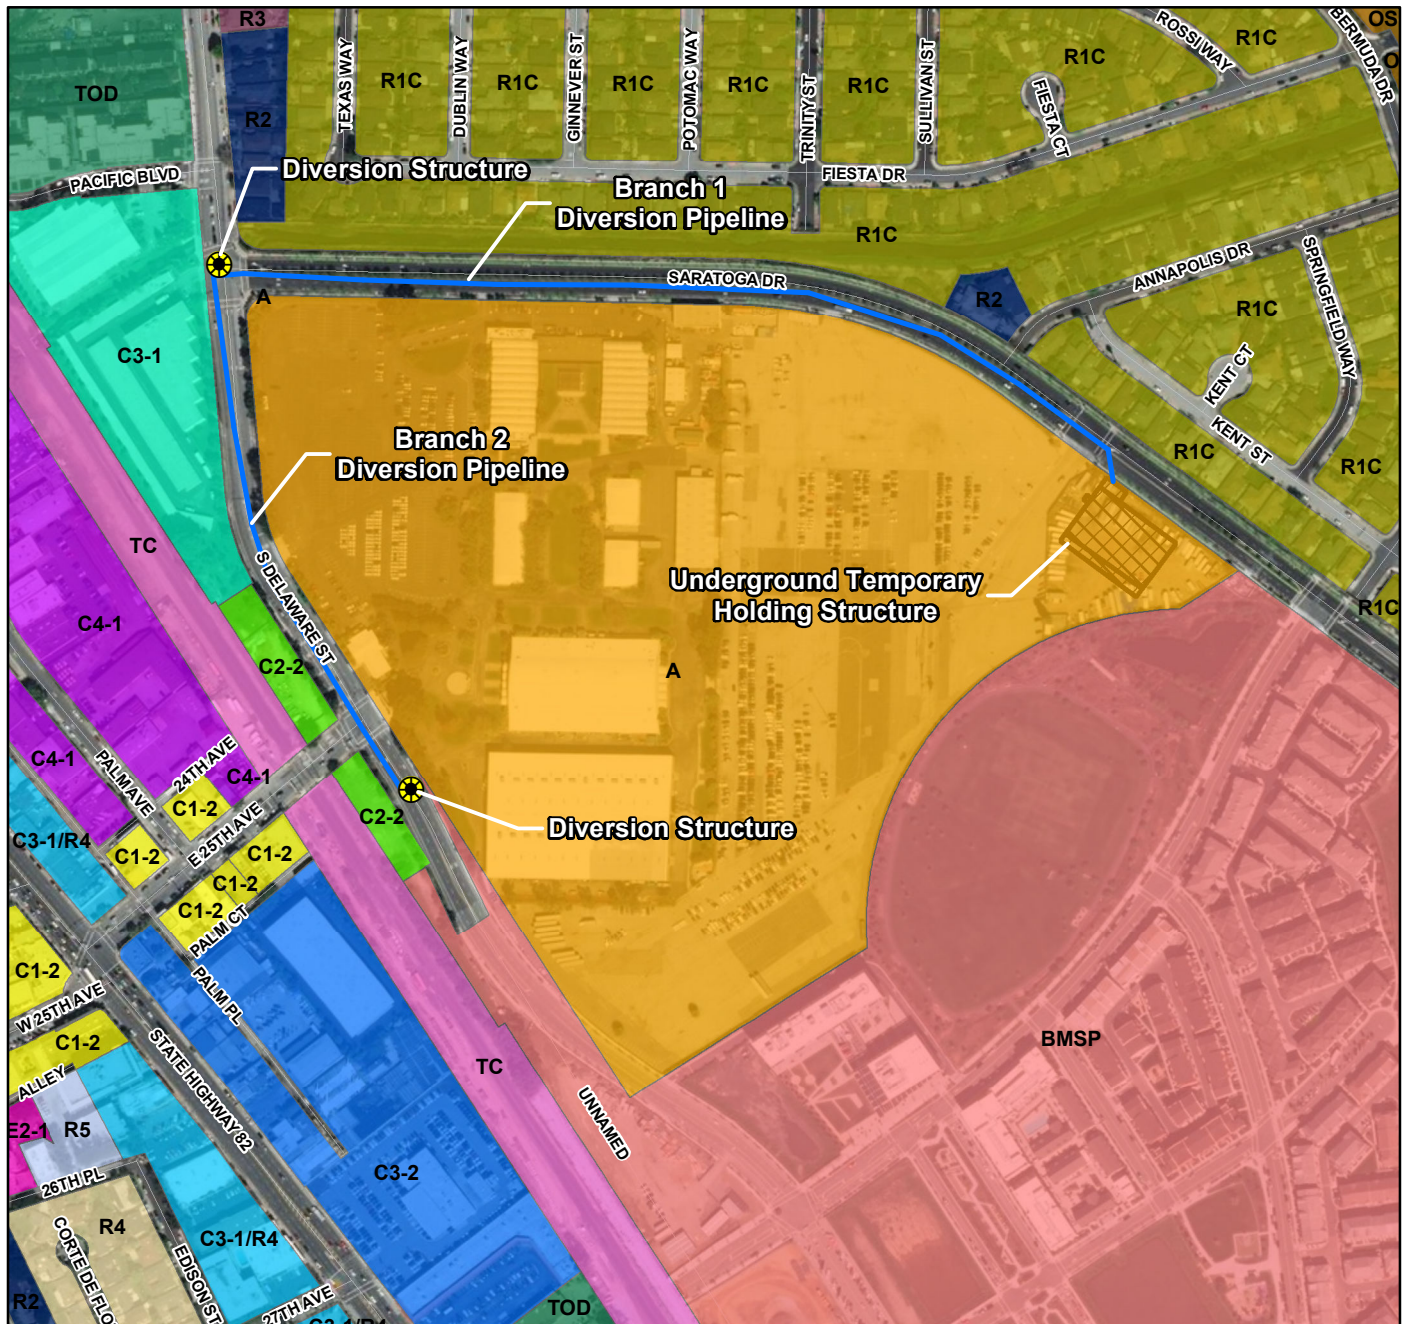 R3
OS
O
TOD
R2
TEXAS WAY
R1C
DUBLIN WAY
R1C
GINNEVER ST
R1C
POTOMAC WAY
R1C
TRINITY ST
R1C
SULLIVAN ST
R1C
FIESTA CT
ROSSI WAY
R1C
BERMUDA DR
PACIFIC BLVD
Diversion Structure
FIESTA DR
Branch 1
Diversion Pipeline
R1C
SARATOGA DR
ANNAPOLIS DR
SPRINGFIELD WAY
R2
R1C
A
C3-1
KENT CT
KENT ST
R1C
R1C
Branch 2
Diversion Pipeline
TC
S DELAWARE ST
Underground Temporary
Holding Structure
R1C
C4-1
C2-2
A
C4-1
PALM AVE
24TH AVE
C4-1
C1-2
C2-2
E 25TH AVE
Diversion Structure
C3-1/R4
C1-2
C1-2
C1-2
C1-2
PALM CT
C1-2
PALM PL
W 25TH AVE
C1-2
STATE HIGHWAY 82
TC
BMSP
ALLEY
UNNAMED
E2-1
R5
C3-2
26TH PL
R4
CORTE DE FLO
EDISON ST
C3-1/R4
R2
27TH AVE
TOD
C3-1/R4